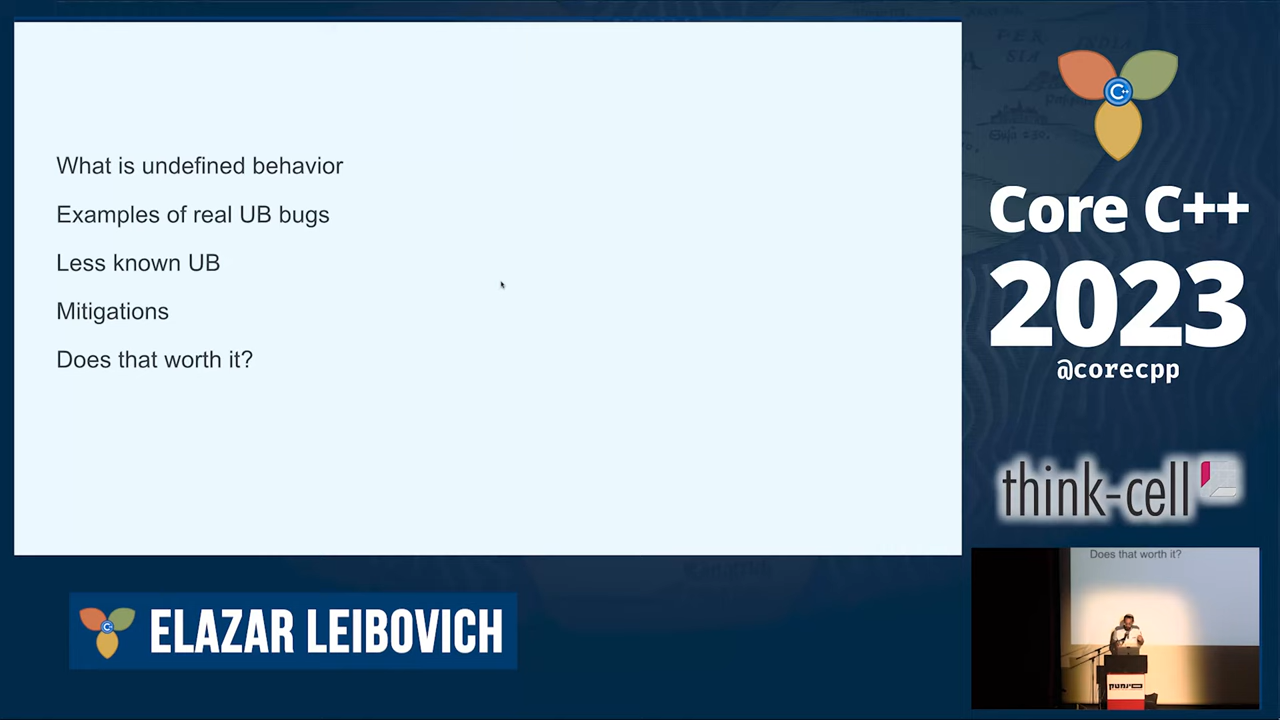 What is undefined behavior
Examples of real UB bugs
Less known UB
Mitigations
Does that worth it?
C++
Core C++
2023
@corecpp
think-cell
Does that worth it?
ELAZAR LEIBOVICH